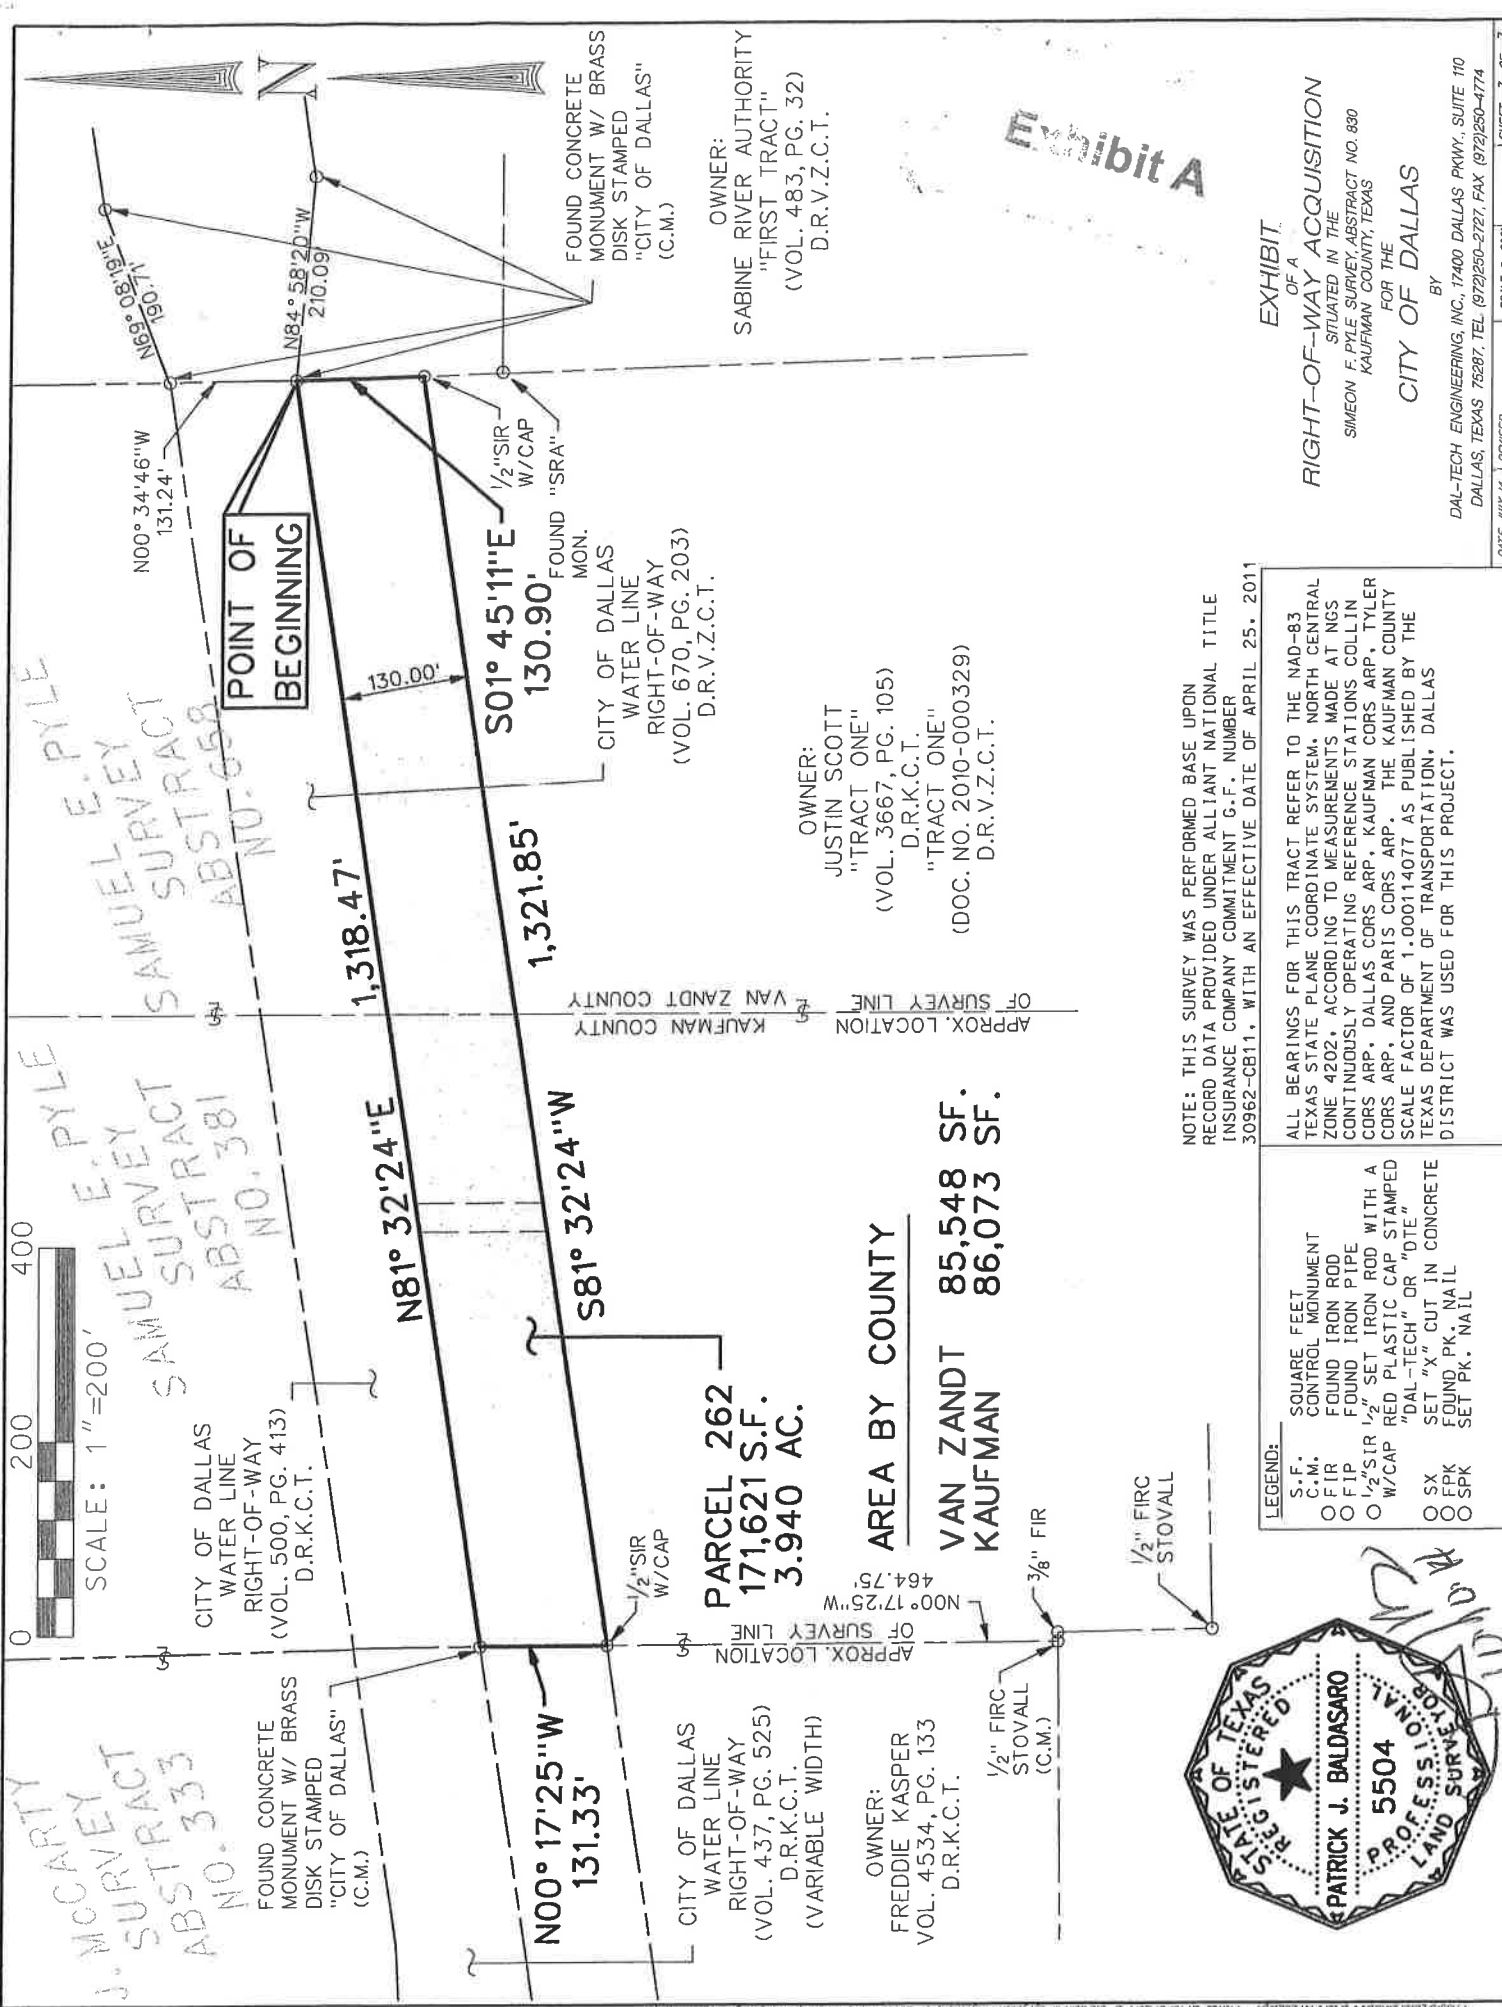 0 200 400
SCALE: 1"=200'
J. McCARTY
SURVEY
ABSTRACT
NO. 333
SAMUEL E. PYLE
SURVEY
ABSTRACT
NO. 381
SAMUEL E. PYLE
SURVEY
ABSTRACT
NO. 658
N
FOUND CONCRETE
MONUMENT W/ BRASS
DISK STAMPED
"CITY OF DALLAS"
(C.M.)
CITY OF DALLAS
WATER LINE
RIGHT-OF-WAY
(VOL. 500, PG. 413)
D.R.K.C.T.
N00° 34'46"W
131.24'
N69° 08'19"E
190.71'
N84° 58'20"W
210.09'
POINT OF
BEGINNING
FOUND CONCRETE
MONUMENT W/ BRASS
DISK STAMPED
"CITY OF DALLAS"
(C.M.)
N81° 32'24"E
1,318.47'
130.00'
N00° 17'25"W
131.33'
S81° 32'24"W
1,321.85'
S01° 45'11"E
130.90'
1/2"SIR
W/CAP
FOUND "SRA"
MON.
1/2"SIR
W/CAP
CITY OF DALLAS
WATER LINE
RIGHT-OF-WAY
(VOL. 670, PG. 203)
D.R.V.Z.C.T.
OWNER:
SABINE RIVER AUTHORITY
"FIRST TRACT"
(VOL. 483, PG. 32)
D.R.V.Z.C.T.
PARCEL 262
171,621 S.F.
3.940 AC.
CITY OF DALLAS
WATER LINE
RIGHT-OF-WAY
(VOL. 437, PG. 525)
D.R.K.C.T.
(VARIABLE WIDTH)
APPROX. LOCATION
OF SURVEY LINE
N00°17'25"W
464.75'
KAUFMAN COUNTY
VAN ZANDT COUNTY
APPROX. LOCATION
OF SURVEY LINE
OWNER:
JUSTIN SCOTT
"TRACT ONE"
(VOL. 3667, PG. 105)
D.R.K.C.T.
"TRACT ONE"
(DOC. NO. 2010-000329)
D.R.V.Z.C.T.
OWNER:
FREDDIE KASPER
VOL. 4534, PG. 133
D.R.K.C.T.
AREA BY COUNTY
VAN ZANDT 85,548 SF.
KAUFMAN 86,073 SF.
1/2" FIRC
STOVALL
(C.M.)
3/8" FIR
1/2" FIRC
STOVALL
Exhibit A
NOTE: THIS SURVEY WAS PERFORMED BASE UPON
RECORD DATA PROVIDED UNDER ALLIANT NATIONAL TITLE
INSURANCE COMPANY COMMITMENT G.F. NUMBER
30962-CB11, WITH AN EFFECTIVE DATE OF APRIL 25, 2011
STATE OF TEXAS
REGISTERED
PATRICK J. BALDASARO
5504
PROFESSIONAL
LAND SURVEYOR
LEGEND:
S.F. SQUARE FEET
C.M. CONTROL MONUMENT
FIR FOUND IRON ROD
FIP FOUND IRON PIPE
1/2"SIR 1/2" SET IRON ROD WITH A
W/CAP RED PLASTIC CAP STAMPED
"DAL-TECH" OR "DTE"
SX SET "X" CUT IN CONCRETE
FPK FOUND PK. NAIL
SPK SET PK. NAIL
ALL BEARINGS FOR THIS TRACT REFER TO THE NAD-83
TEXAS STATE PLANE COORDINATE SYSTEM, NORTH CENTRAL
ZONE 4202, ACCORDING TO MEASUREMENTS MADE AT NGS
CONTINUOUSLY OPERATING REFERENCE STATIONS COLLIN
CORS ARP, DALLAS CORS ARP, KAUFMAN CORS ARP, TYLER
CORS ARP, AND PARIS CORS ARP. THE KAUFMAN COUNTY
SCALE FACTOR OF 1.000114077 AS PUBLISHED BY THE
TEXAS DEPARTMENT OF TRANSPORTATION, DALLAS
DISTRICT WAS USED FOR THIS PROJECT.
EXHIBIT
OF A
RIGHT-OF-WAY ACQUISITION
SITUATED IN THE
SIMEON F. PYLE SURVEY, ABSTRACT NO. 830
KAUFMAN COUNTY, TEXAS
FOR THE
CITY OF DALLAS
BY
DAL-TECH ENGINEERING, INC., 17400 DALLAS PKWY., SUITE 110
DALLAS, TEXAS 75287, TEL. (972)250-2727, FAX (972)250-4774